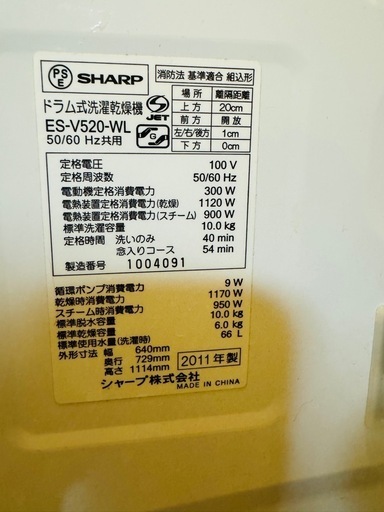 PS E
SHARP
消防法 基準適合 組込形
ドラム式洗濯乾燥機
ES-V520-WL
50/60 Hz共用
S-JET
場所 離隔距離
上方 20cm
前方 開放
左/右/後方 1cm
下方 0cm
定格電圧 100 V
定格周波数 50/60 Hz
電動機定格消費電力 300 W
電熱装置定格消費電力(乾燥) 1120 W
電熱装置定格消費電力(スチーム) 900 W
標準洗濯容量 10.0 kg
定格時間 洗いのみ 40 min
念入りコース 54 min
製造番号 1004091
循環ポンプ消費電力 9 W
乾燥時消費電力 1170 W
スチーム時消費電力 950 W
標準脱水容量 10.0 kg
標準乾燥容量 6.0 kg
標準使用水量(洗濯時) 66 L
外形寸法 幅 640mm
奥行 729mm
高さ 1114mm
2011年製
シャープ株式会社
MADE IN CHINA